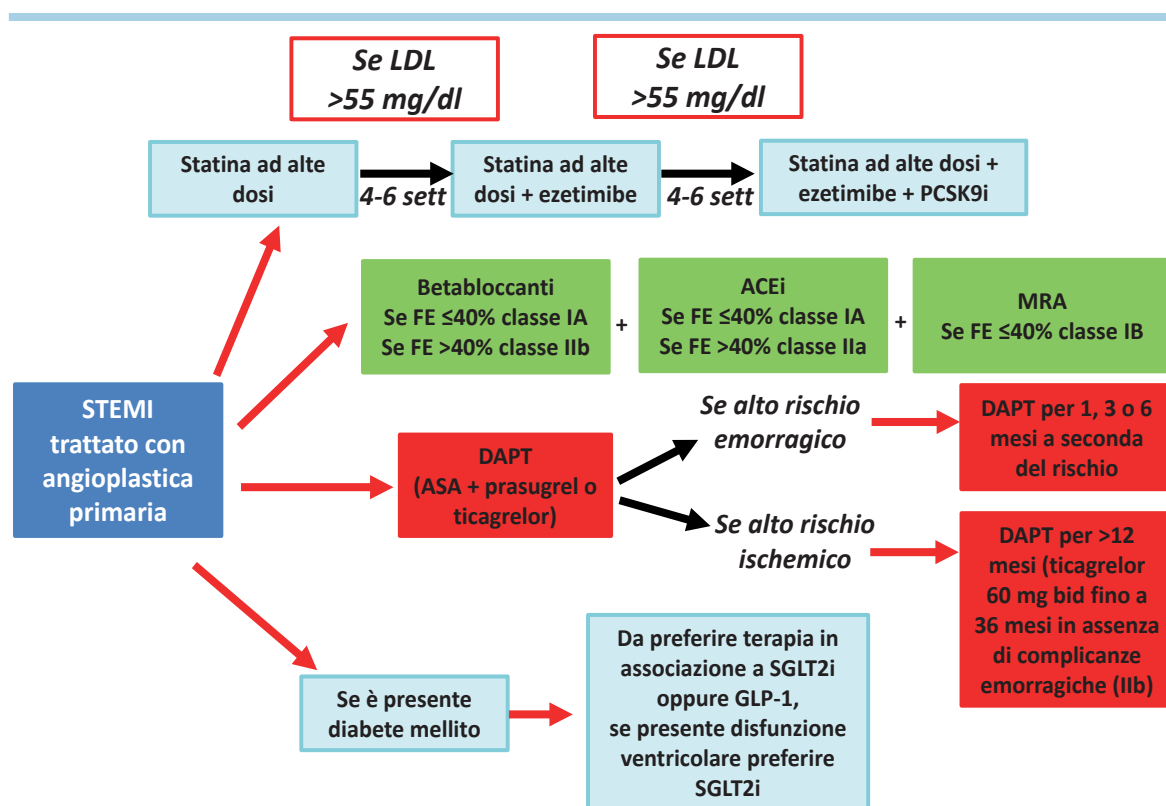 Se LDL
>55 mg/dl
Se LDL
>55 mg/dl
Statina ad alte
dosi
4-6 sett
Statina ad alte
dosi + ezetimibe
4-6 sett
Statina ad alte dosi +
ezetimibe + PCSK9i
Betabloccanti
Se FE ≤40% classe IA
Se FE >40% classe IIb
+
ACEi
Se FE ≤40% classe IA
Se FE >40% classe IIa
+
MRA
Se FE ≤40% classe IB
STEMI
trattato con
angioplastica
primaria
DAPT
(ASA + prasugrel o
ticagrelor)
Se alto rischio
emorragico
DAPT per 1, 3 o 6
mesi a seconda
del rischio
Se alto rischio
ischemico
DAPT per >12
mesi (ticagrelor
60 mg bid fino a
36 mesi in assenza
di complicanze
emorragiche (IIb)
Se è presente
diabete mellito
Da preferire terapia in
associazione a SGLT2i
oppure GLP-1,
se presente disfunzione
ventricolare preferire
SGLT2i